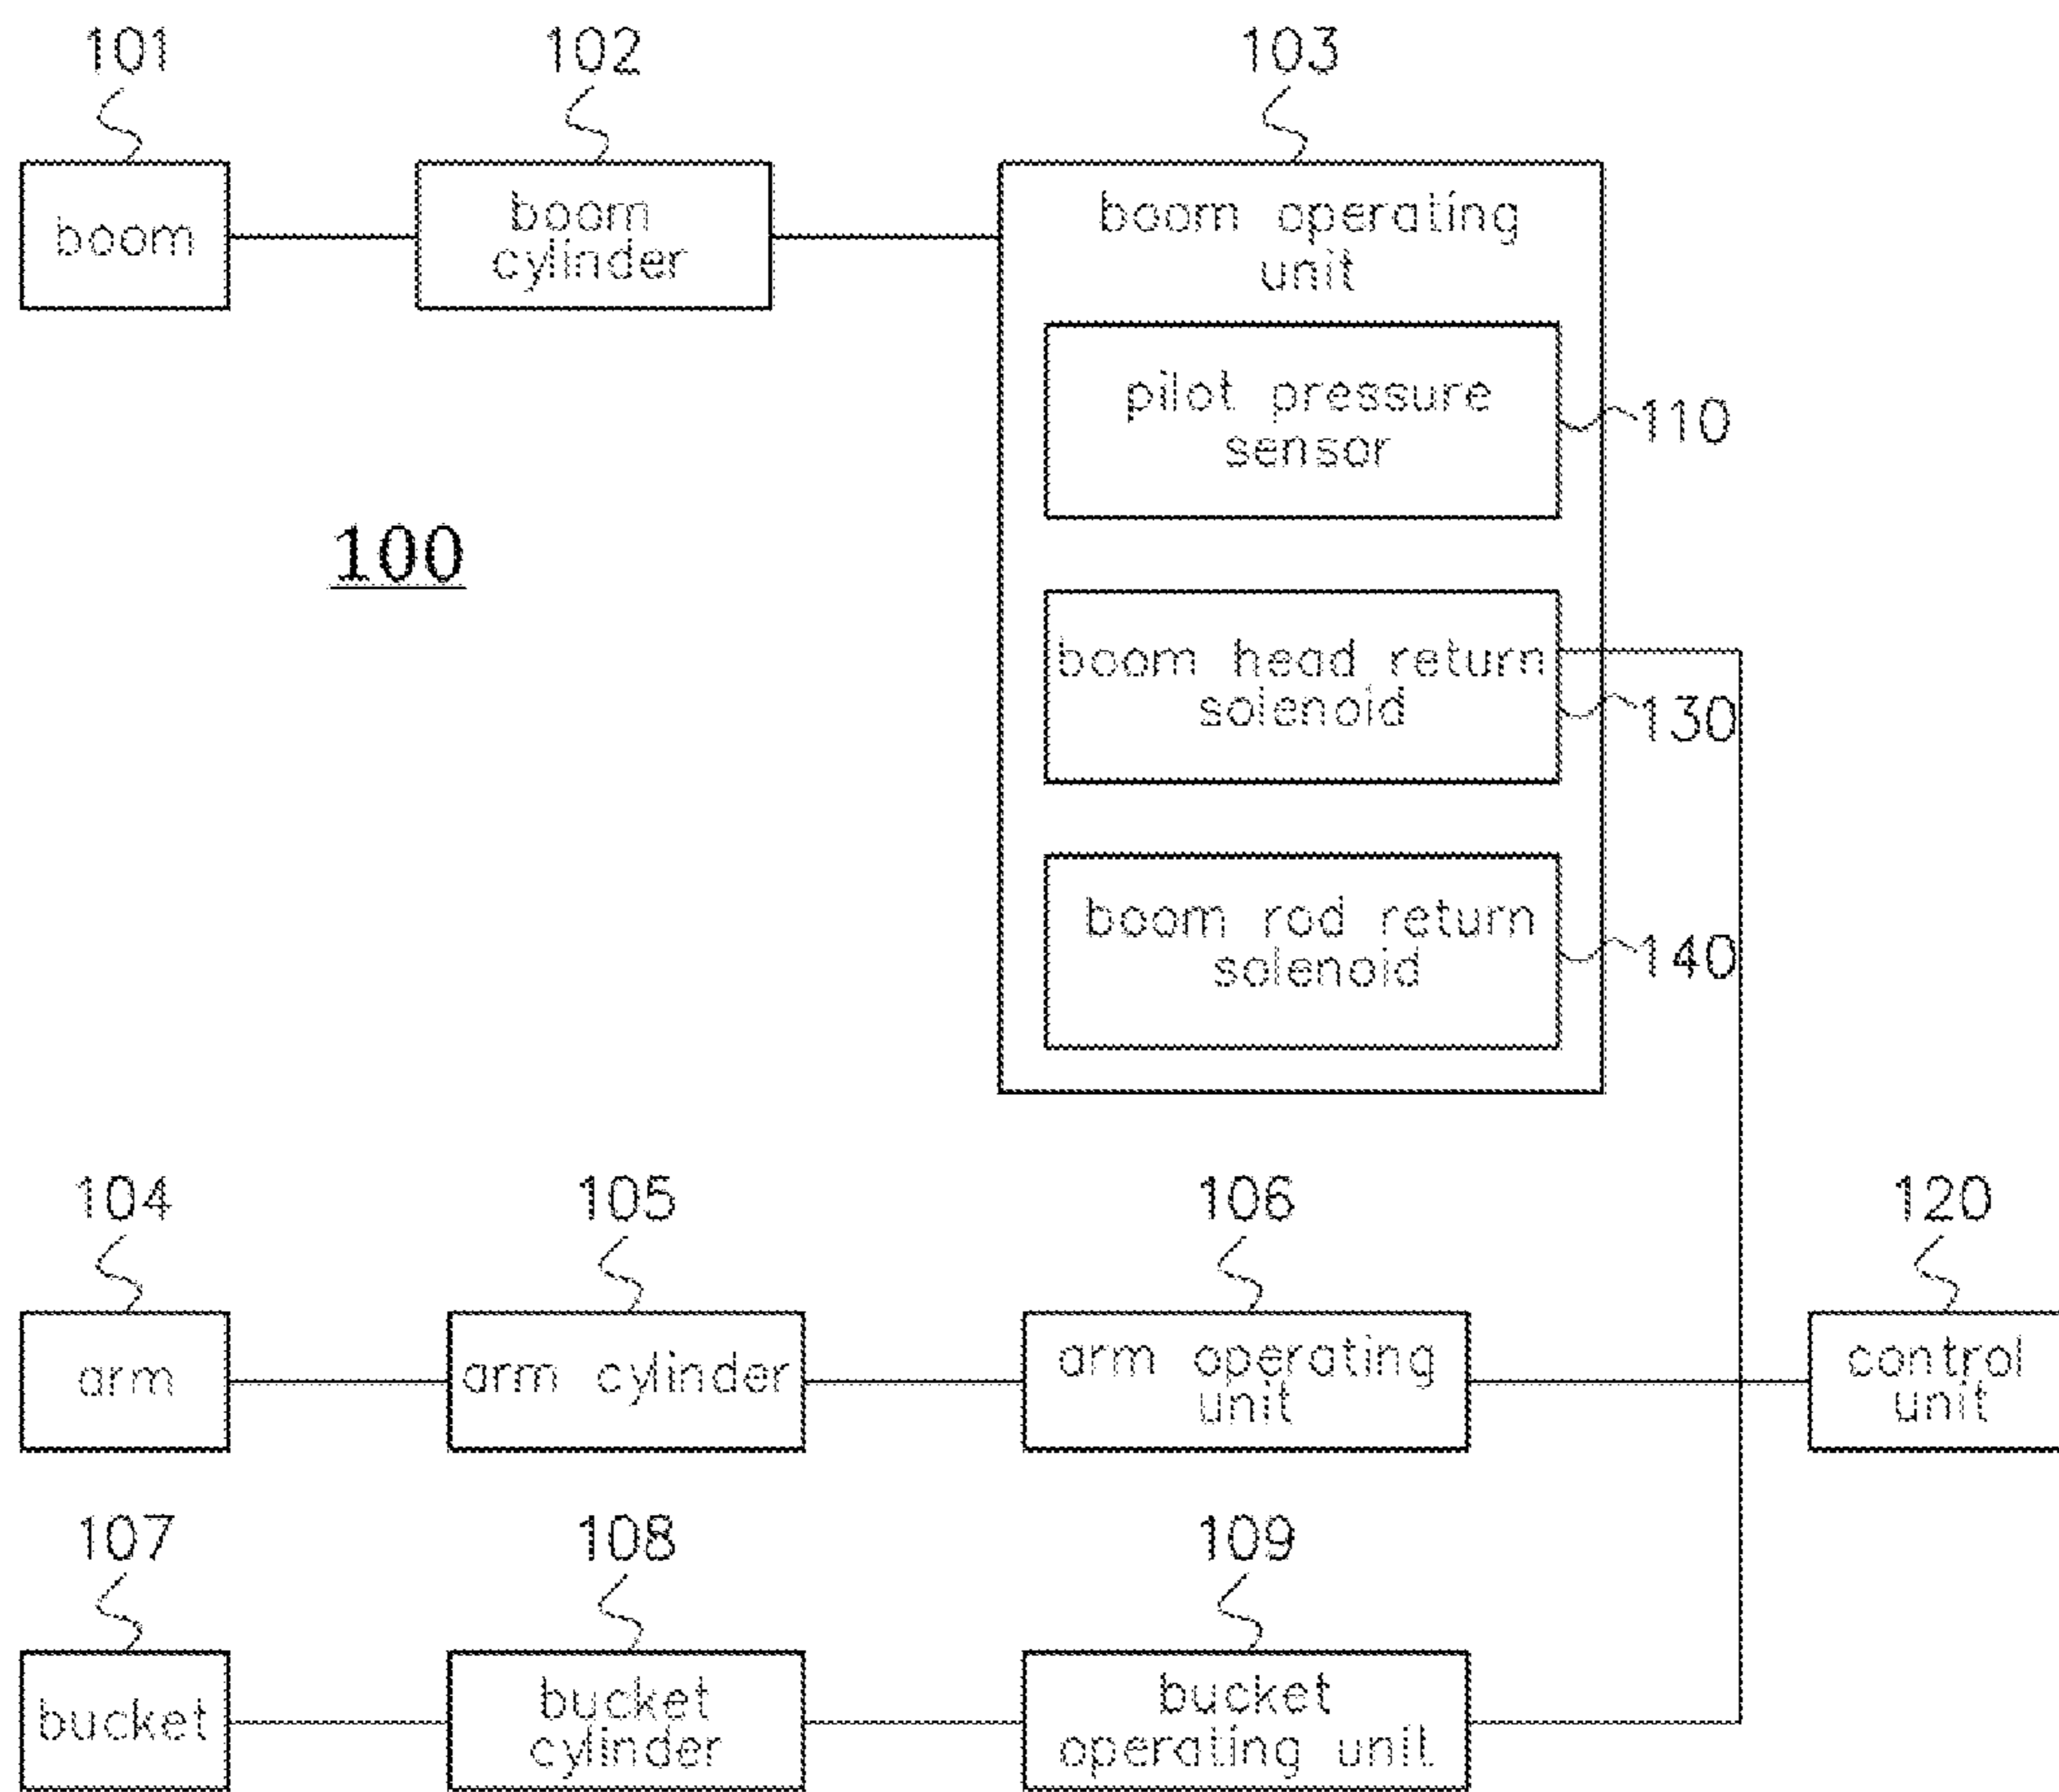 101
102
103
boom
boom
cylinder
boom operating
unit
pilot pressure
sensor
110
100
boom head return
solenoid
130
boom rod return
solenoid
140
104
105
106
120
arm
arm cylinder
arm operating
unit
control
unit
107
108
109
bucket
bucket
cylinder
bucket
operating unit